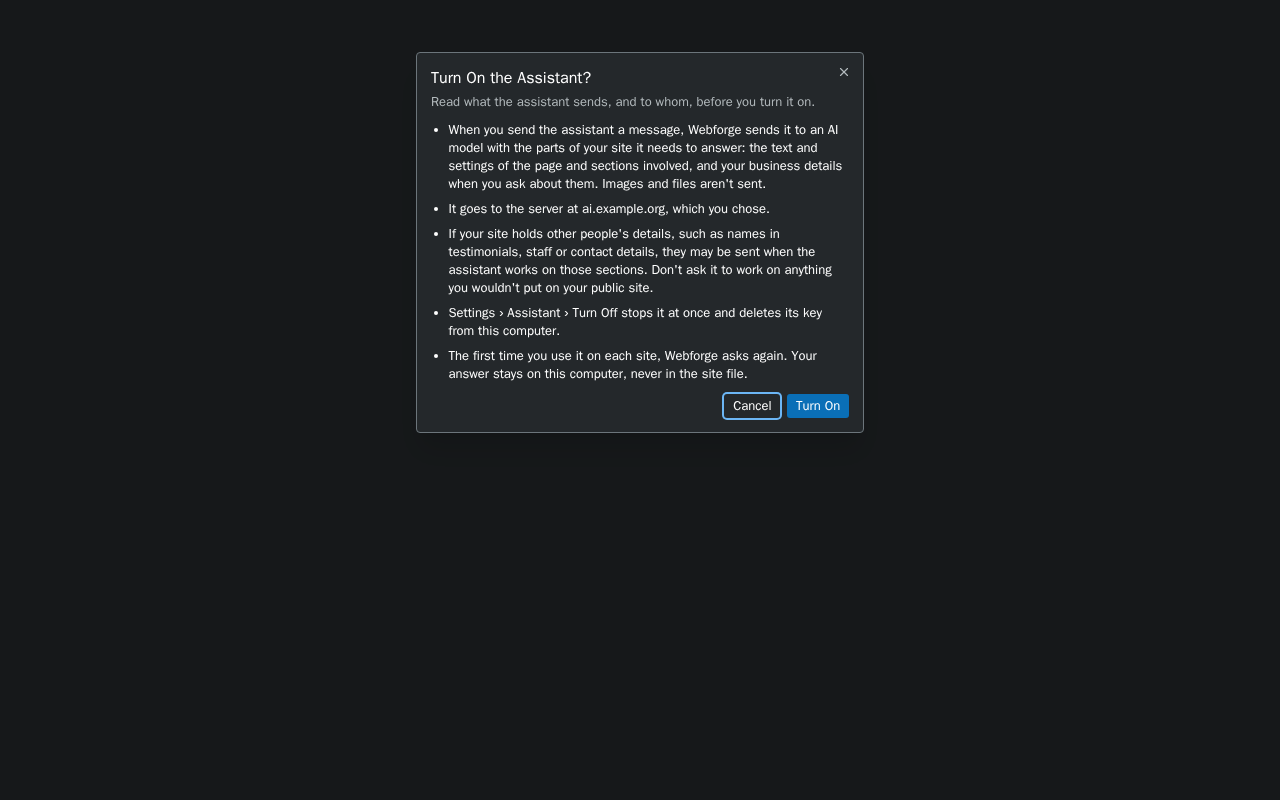 Turn On the Assistant?
Read what the assistant sends, and to whom, before you turn it on.
• When you send the assistant a message, Webforge sends it to an AI
model with the parts of your site it needs to answer: the text and
settings of the page and sections involved, and your business details
when you ask about them. Images and files aren't sent.
• It goes to the server at ai.example.org, which you chose.
• If your site holds other people's details, such as names in
testimonials, staff or contact details, they may be sent when the
assistant works on those sections. Don't ask it to work on anything
you wouldn't put on your public site.
• Settings › Assistant › Turn Off stops it at once and deletes its key
from this computer.
• The first time you use it on each site, Webforge asks again. Your
answer stays on this computer, never in the site file.
Cancel Turn On